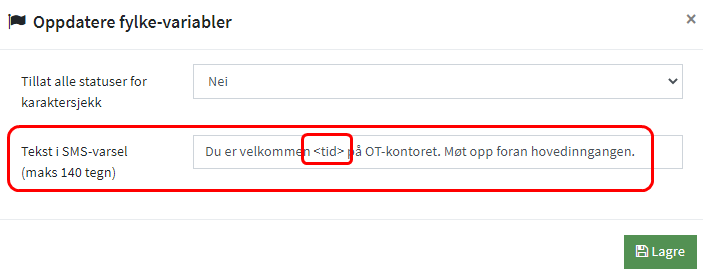 Oppdatere fylke-variabler ×
Tillat alle statuser for
karaktersjekk
Nei
Tekst i SMS-varsel
(maks 140 tegn)
Du er velkommen <tid> på OT-kontoret. Møt opp foran hovedinngangen.
Lagre